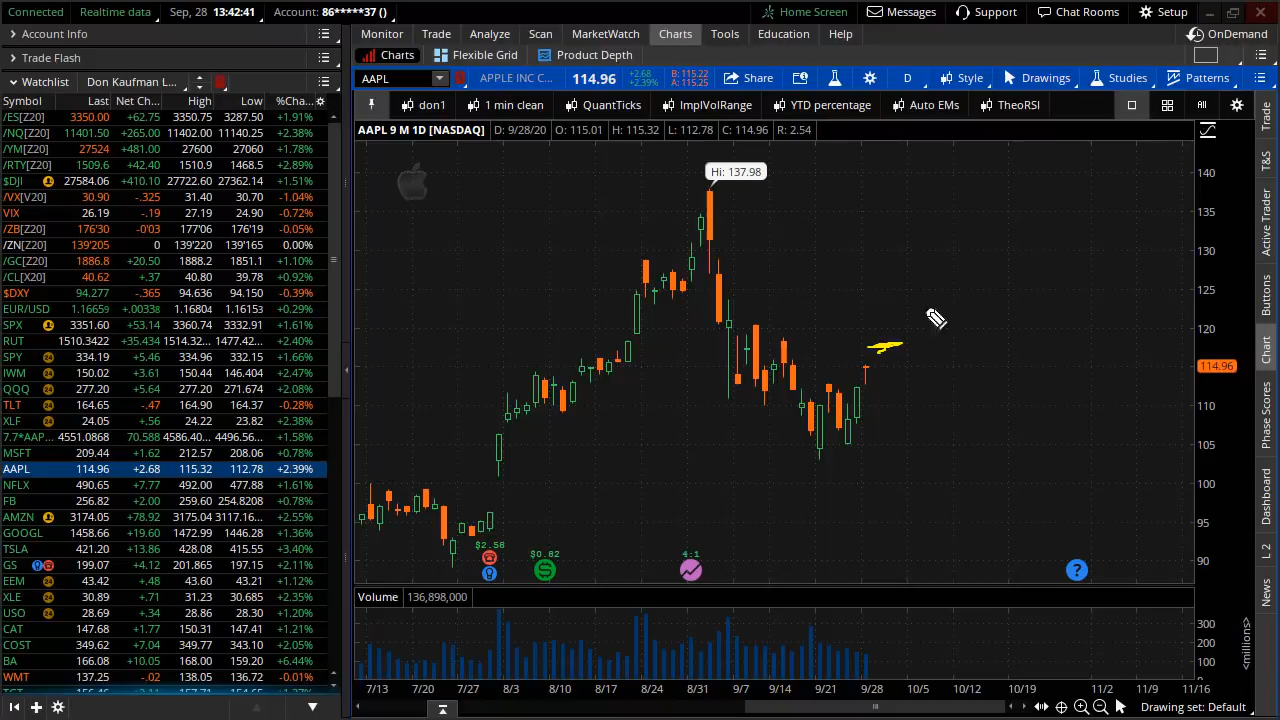 Connected Realtime data Sep, 28 13:42:41 Account: 86*****37 () Home Screen Messages Support Chat Rooms Setup
Account Info
Trade Flash
Watchlist Don Kaufman L...
Symbol Last Net Ch... High Low %Cha...
/ES[Z20] 3350.00 +62.75 3375.75 3287.50 +1.91%
/NQ[Z20] 11401.50 +265.00 11402.00 11140.25 +2.38%
/YM[Z20] 27524 +481.00 27600 27060 +1.78%
/RTY[Z20] 1509.6 +42.40 1510.9 1468.5 +2.89%
$DJI 27584.06 +410.10 27722.60 27362.14 +1.51%
/VX[V20] 30.90 -.325 31.40 30.70 -1.04%
VIX 26.19 -.19 27.19 24.90 -0.72%
/ZB[Z20] 176'30 -0'03 177'06 176'19 -0.05%
/ZN[Z20] 139'205 0 139'220 139'165 0.00%
/GC[Z20] 1886.8 +20.50 1888.2 1851.1 +1.10%
/CL[X20] 40.62 +.37 40.80 39.78 +0.92%
$DXY 94.277 -.365 94.636 94.150 -0.39%
EUR/USD 1.16659 +.00338 1.16804 1.16153 +0.29%
SPX 3351.60 +53.14 3360.74 3332.91 +1.61%
RUT 1510.3422 +35.434 1514.32... 1477.42... +2.40%
SPY 334.19 +5.46 334.96 332.15 +1.66%
IWM 150.02 +3.61 150.44 146.404 +2.47%
QQQ 277.20 +5.64 277.32 274.92 +2.08%
TLT 164.65 -.47 164.90 164.37 -0.28%
XLF 24.05 +.56 24.22 23.82 +2.38%
7.7*AAP... 4551.0868 70.588 4586.40... 4496.56... +1.58%
MSFT 209.44 +1.62 212.57 208.06 +0.78%
AAPL 114.96 +2.68 115.32 112.78 +2.39%
NFLX 490.65 +7.77 492.00 477.88 +1.61%
FB 256.82 +2.00 259.60 254.8208 +0.78%
AMZN 3174.05 +78.92 3175.04 3117.16... +2.55%
GOOGL 1458.66 +19.60 1472.99 1446.28 +1.36%
TSLA 421.20 +13.86 428.08 415.55 +3.40%
GS 199.07 +4.12 201.865 197.15 +2.11%
EEM 43.42 +.48 43.60 43.21 +1.12%
XLE 30.89 +.71 31.23 30.685 +2.35%
USO 28.69 +.34 28.86 28.30 +1.20%
CAT 147.68 +1.77 150.31 147.41 +1.21%
COST 349.62 +7.04 349.77 343.10 +2.05%
BA 166.08 +10.05 168.00 159.20 +6.44%
WMT 137.25 -.02 138.05 136.72 -0.01%
Monitor Trade Analyze Scan MarketWatch Charts Tools Education Help OnDemand
Charts Flexible Grid Product Depth
AAPL APPLE INC C... 114.96 +2.68 +2.39% B: 115.22 A: 115.25 Share D Style Drawings Studies Patterns
don1 1 min clean QuantTicks ImplVolRange YTD percentage Auto EMs TheoRSI All
AAPL 9 M 1D [NASDAQ] D: 9/28/20 O: 115.01 H: 115.32 L: 112.78 C: 114.96 R: 2.54
Hi: 137.98
140
135
130
125
120
114.96
110
105
100
95
90
$2.58 $0.82 4:1
$
?
Volume 136,898,000
300
200
100
(millions)
7/13 7/20 7/27 8/3 8/10 8/17 8/24 8/31 9/7 9/14 9/21 9/28 10/5 10/12 10/19 11/2 11/9 11/16
Drawing set: Default
Trade
T&S
Active Trader
Buttons
Chart
Phase Scores
Dashboard
L 2
News